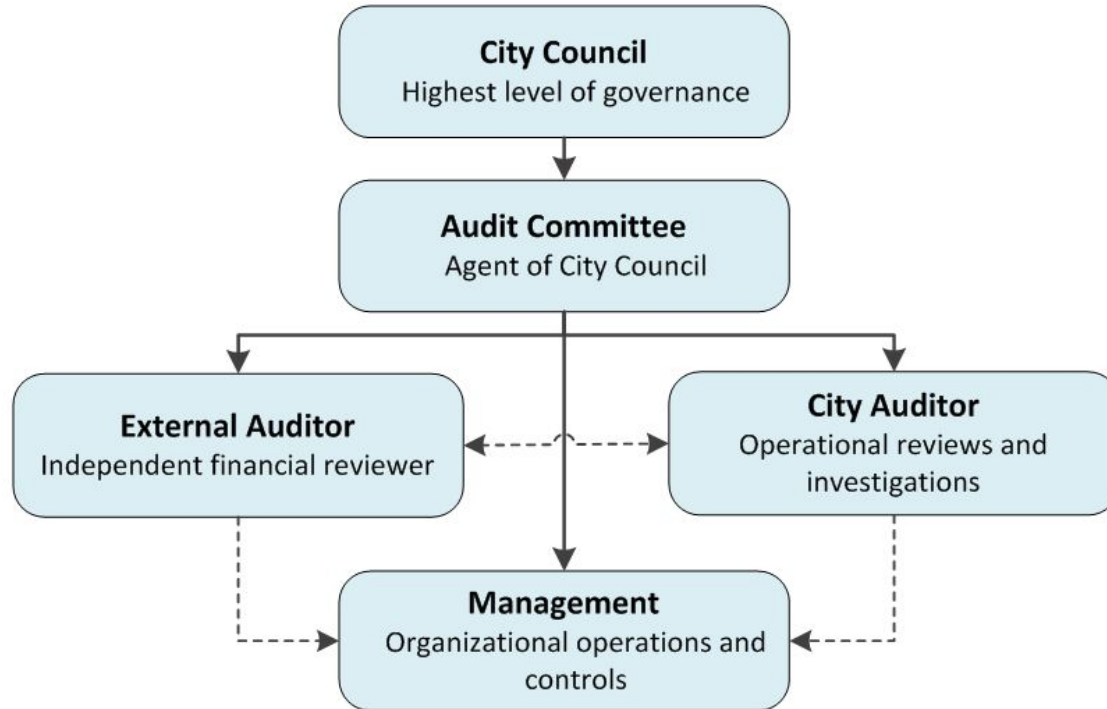 City Council
Highest level of governance
Audit Committee
Agent of City Council
External Auditor
Independent financial reviewer
City Auditor
Operational reviews and
investigations
Management
Organizational operations and
controls